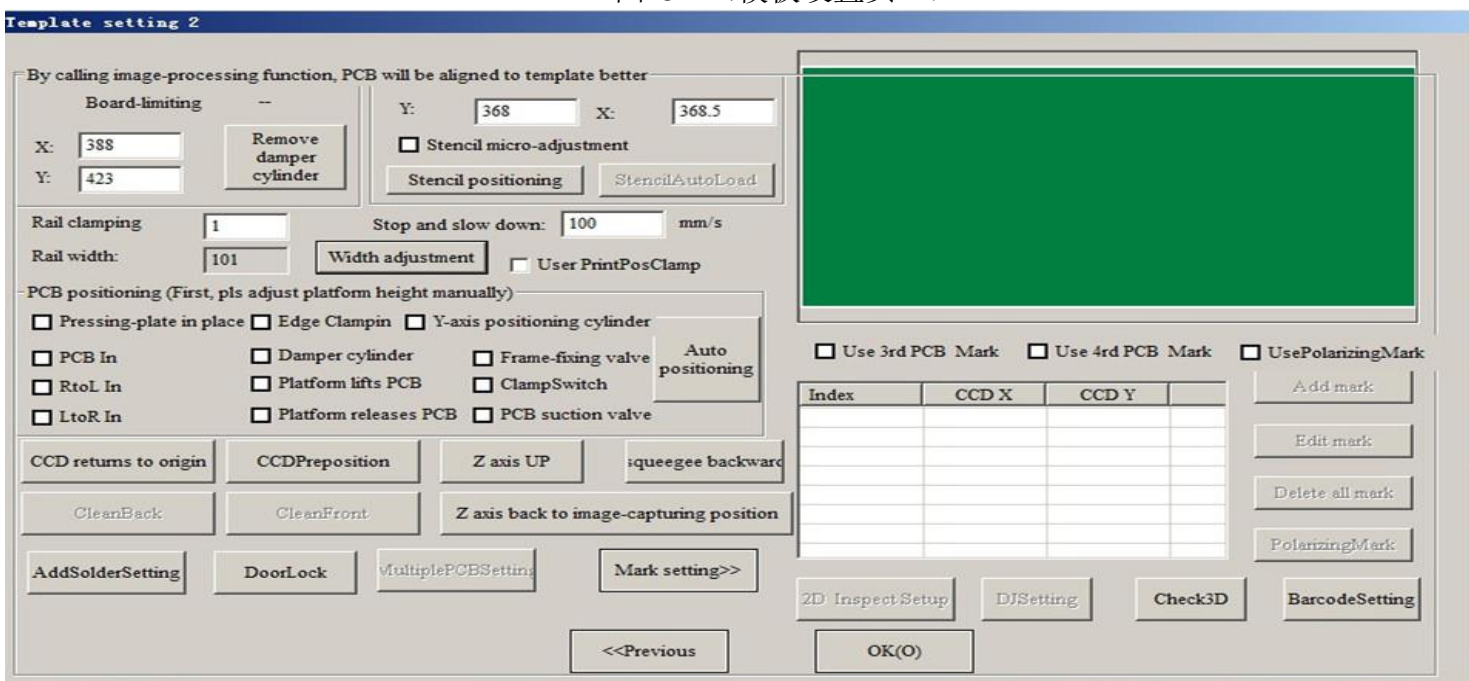 Template setting 2
By calling image-processing function, PCB will be aligned to template better
Board-limiting --
X: 388
Y: 423
Remove damper cylinder
Y: 368 X: 368.5
Stencil micro-adjustment
Stencil positioning StencilAutoLoad
Rail clamping 1 Stop and slow down: 100 mm/s
Rail width: 101 Width adjustment User PrintPosClamp
PCB positioning (First, pls adjust platform height manually)
Pressing-plate in place Edge Clampin Y-axis positioning cylinder
PCB In Damper cylinder Frame-fixing valve
RtoL In Platform lifts PCB ClampSwitch
LtoR In Platform releases PCB PCB suction valve
Auto positioning
CCD returns to origin CCDPreposition Z axis UP squeegee backward
CleanBack CleanFront Z axis back to image-capturing position
AddSolderSetting DoorLock MultiplePCBSetting Mark setting>>
Use 3rd PCB Mark Use 4rd PCB Mark UsePolarizingMark
Index CCD X CCD Y
Add mark
Edit mark
Delete all mark
PolarizingMark
2D Inspect Setup DJSetting Check3D BarcodeSetting
<<Previous OK(O)